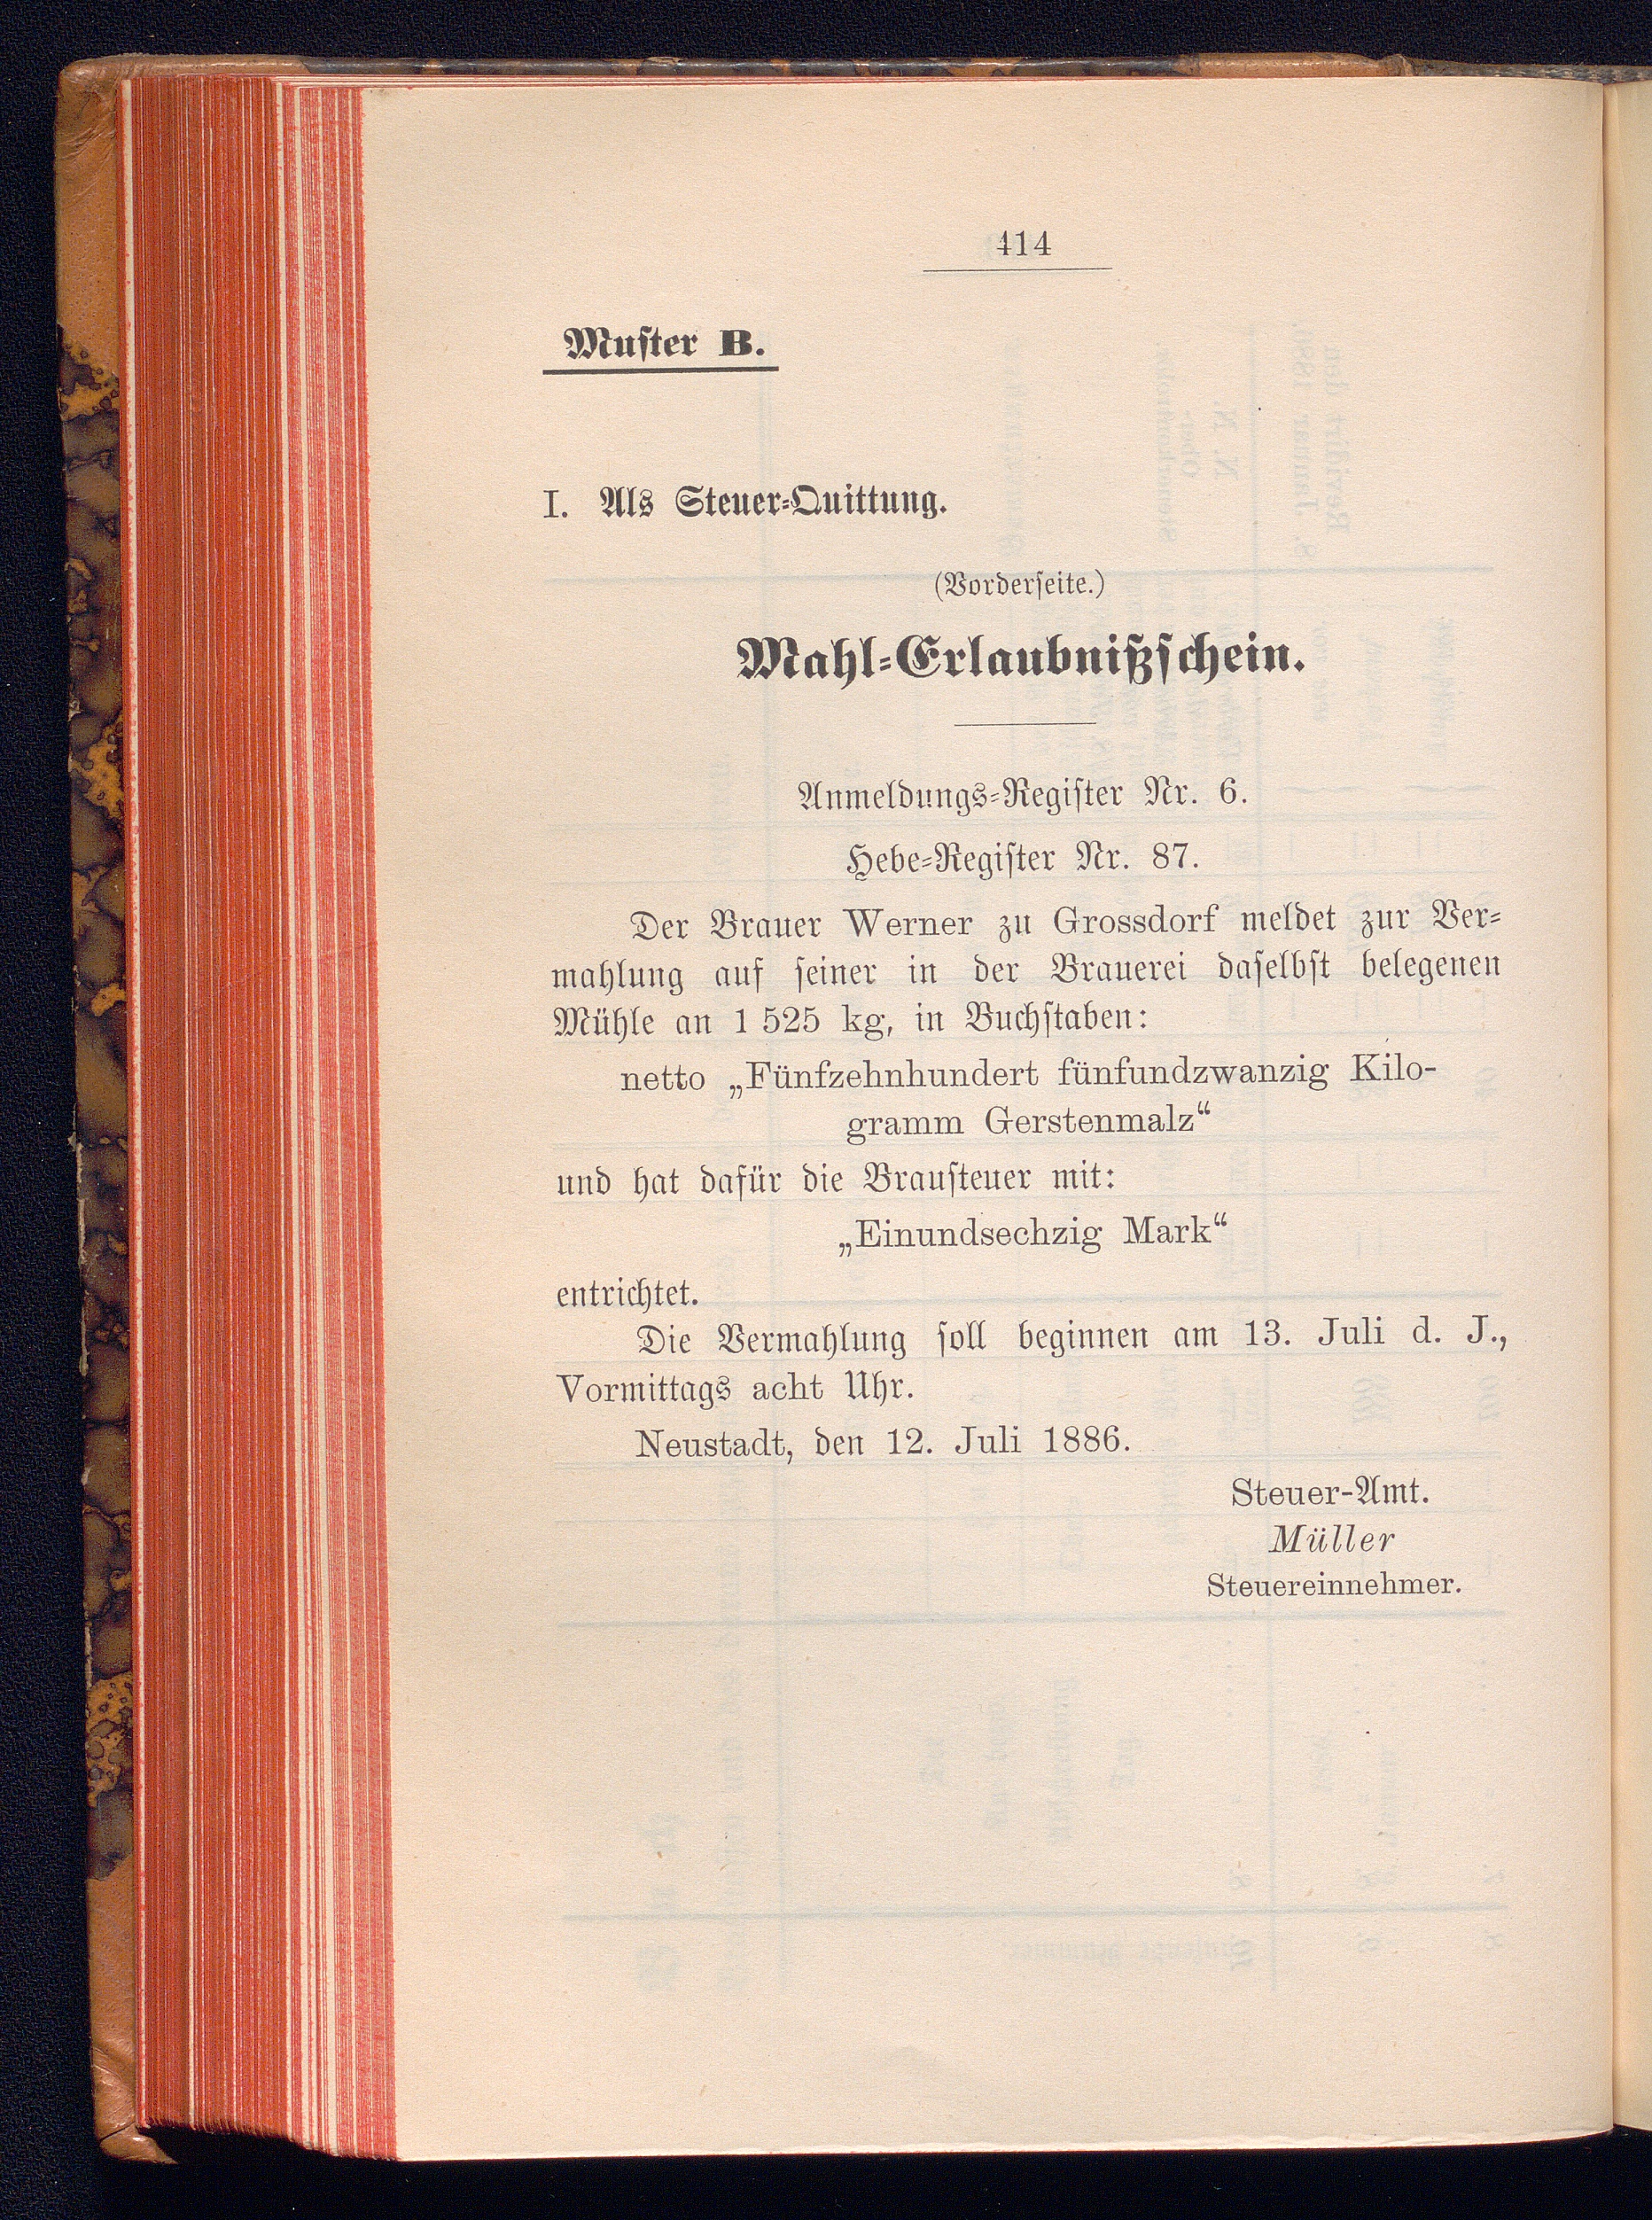 414
Muster B.
I. Als Steuer-Quittung.
(Vorderseite.)
Mahl-Erlaubnißschein.
Anmeldungs-Register Nr. 6.
Hebe-Register Nr. 87.
Der Brauer Werner zu Grossdorf meldet zur Ver-
mahlung auf seiner in der Brauerei daselbst belegenen
Mühle an 1 525 kg, in Buchstaben:
netto „Fünfzehnhundert fünfundzwanzig Kilo-
gramm Gerstenmalz“
und hat dafür die Brausteuer mit:
„Einundsechzig Mark“
entrichtet.
Die Vermahlung soll beginnen am 13. Juli d. J.,
Vormittags acht Uhr.
Neustadt, den 12. Juli 1886.
Steuer-Amt.
Müller
Steuereinnehmer.